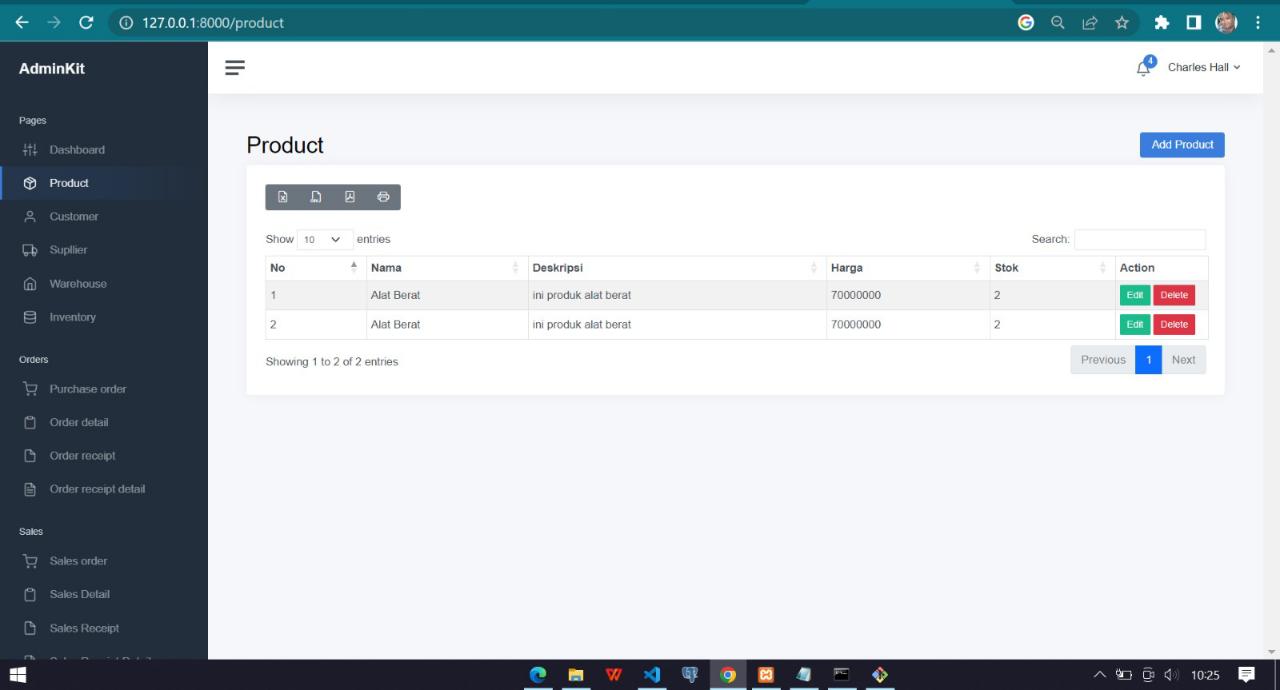 127.0.0.1:8000/product
AdminKit
4
Charles Hall
Pages
Dashboard
Product
Customer
Supllier
Warehouse
Inventory
Orders
Purchase order
Order detail
Order receipt
Order receipt detail
Sales
Sales order
Sales Detail
Sales Receipt
Product
Add Product
Show 10 entries
Search:
No Nama Deskripsi Harga Stok Action
1 Alat Berat ini produk alat berat 70000000 2 Edit Delete
2 Alat Berat ini produk alat berat 70000000 2 Edit Delete
Showing 1 to 2 of 2 entries
Previous 1 Next
10:25